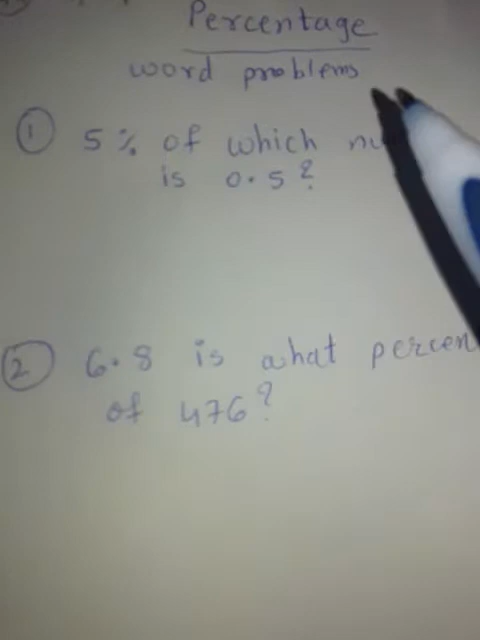 Percentage
word problems
① 5% of which
is 0.5?
② 6.8 is what percen
of 476?